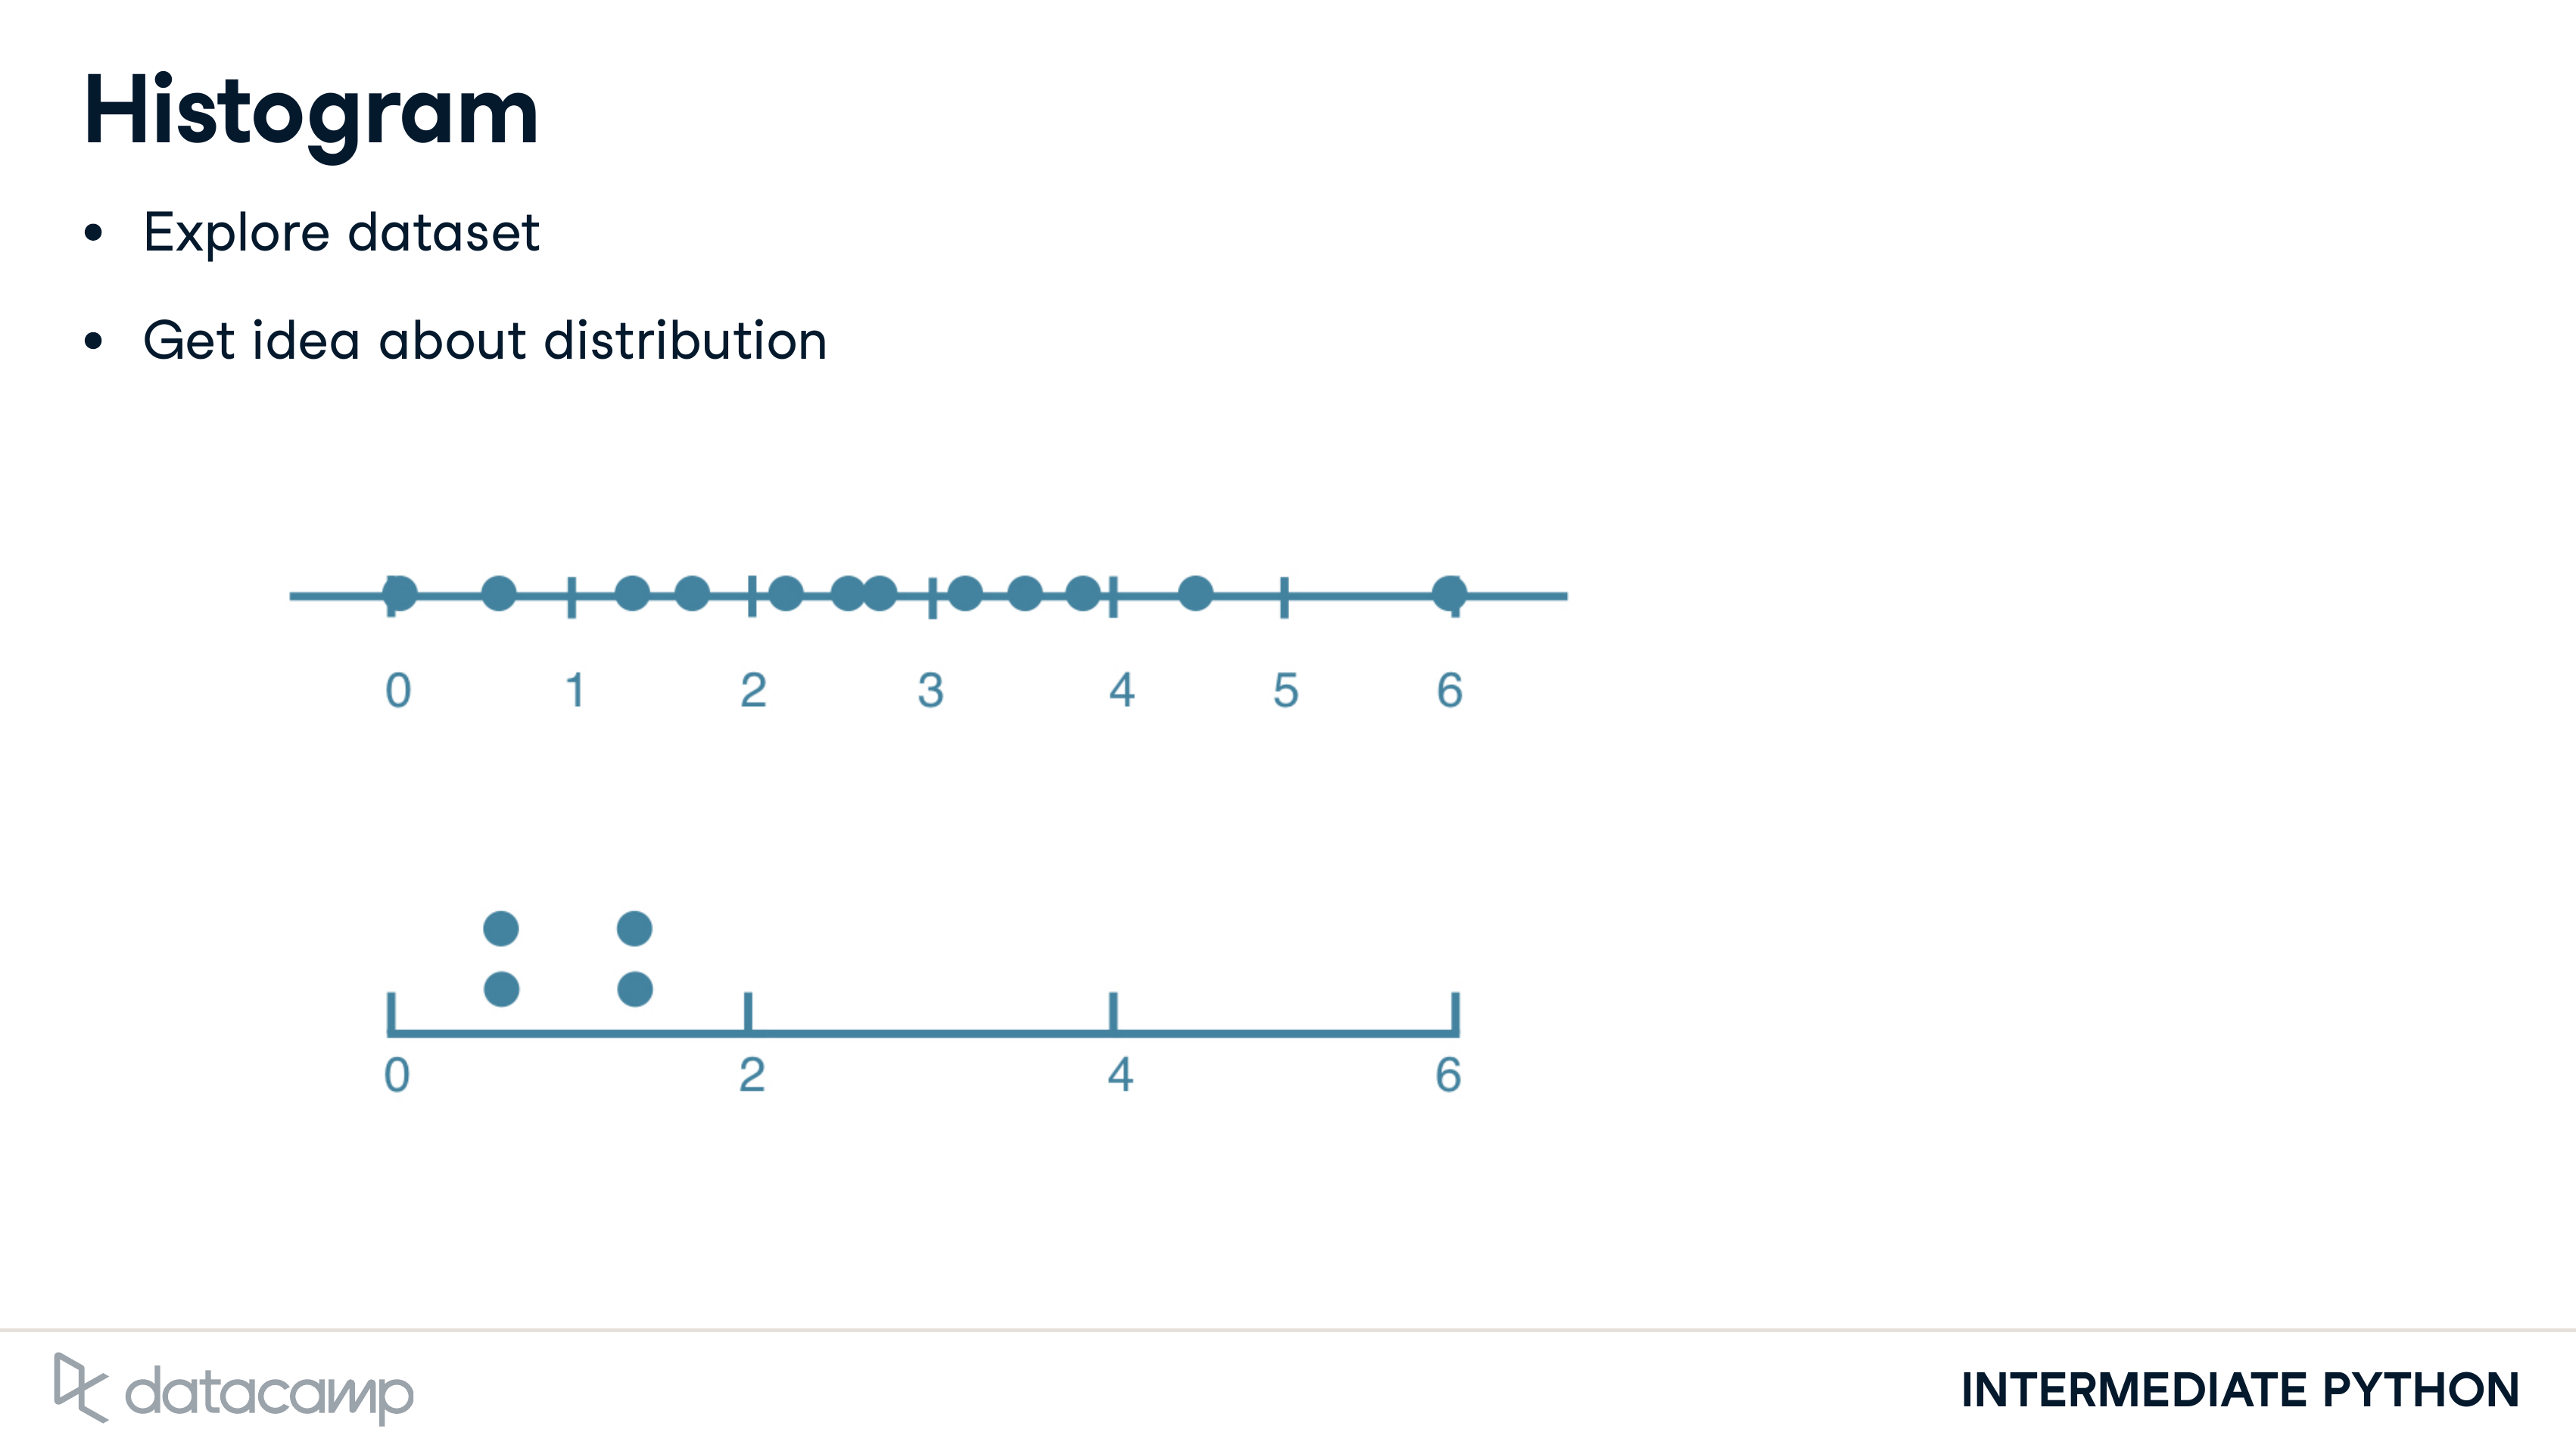 Histogram
• Explore dataset
• Get idea about distribution
0 1 2 3 4 5 6
0 2 4 6
datacamp
INTERMEDIATE PYTHON